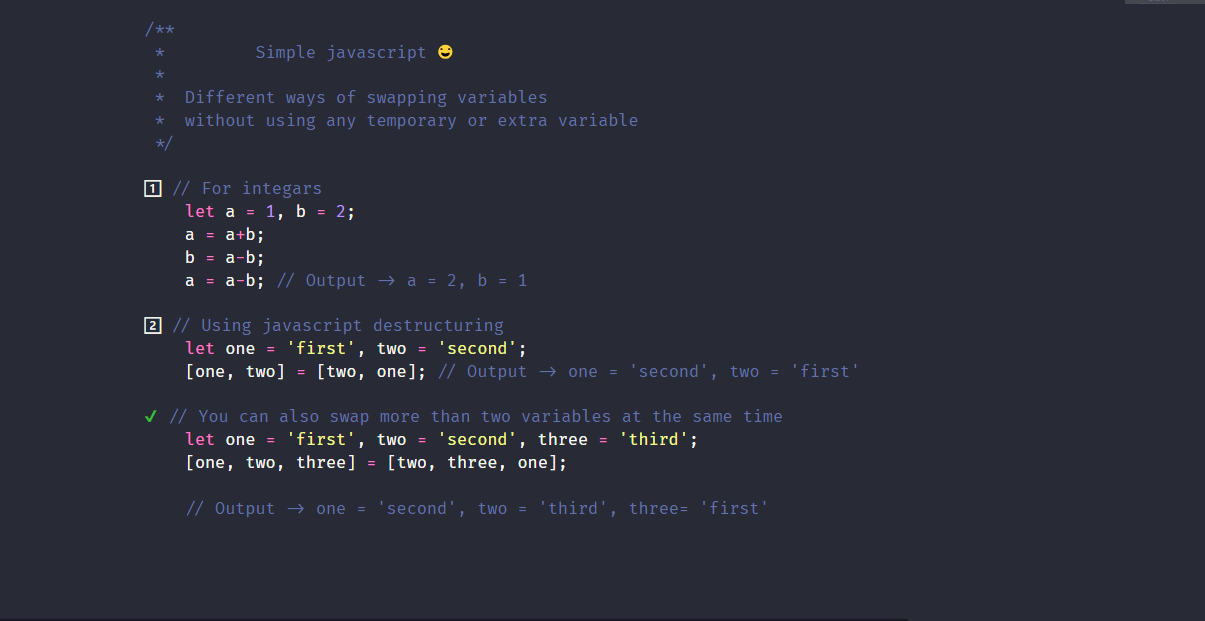 /**
 *         Simple javascript 😄
 *
 *  Different ways of swapping variables
 *  without using any temporary or extra variable
 */
1 // For integars
let a = 1, b = 2;
a = a+b;
b = a-b;
a = a-b; // Output -> a = 2, b = 1
2 // Using javascript destructuring
let one = 'first', two = 'second';
[one, two] = [two, one]; // Output -> one = 'second', two = 'first'
✔ // You can also swap more than two variables at the same time
let one = 'first', two = 'second', three = 'third';
[one, two, three] = [two, three, one];
// Output -> one = 'second', two = 'third', three= 'first'